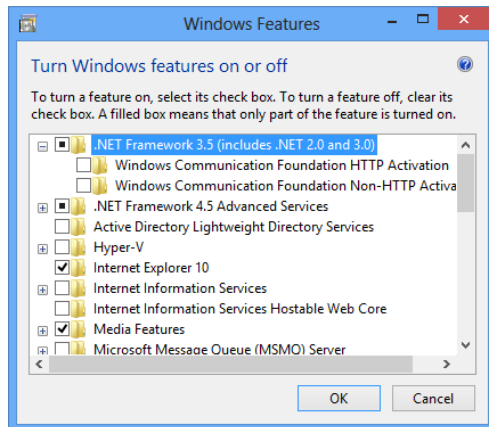 Windows Features
Turn Windows features on or off
To turn a feature on, select its check box. To turn a feature off, clear its
check box. A filled box means that only part of the feature is turned on.
.NET Framework 3.5 (includes .NET 2.0 and 3.0)
Windows Communication Foundation HTTP Activation
Windows Communication Foundation Non-HTTP Activa
.NET Framework 4.5 Advanced Services
Active Directory Lightweight Directory Services
Hyper-V
Internet Explorer 10
Internet Information Services
Internet Information Services Hostable Web Core
Media Features
Microsoft Message Queue (MSMQ) Server
OK Cancel